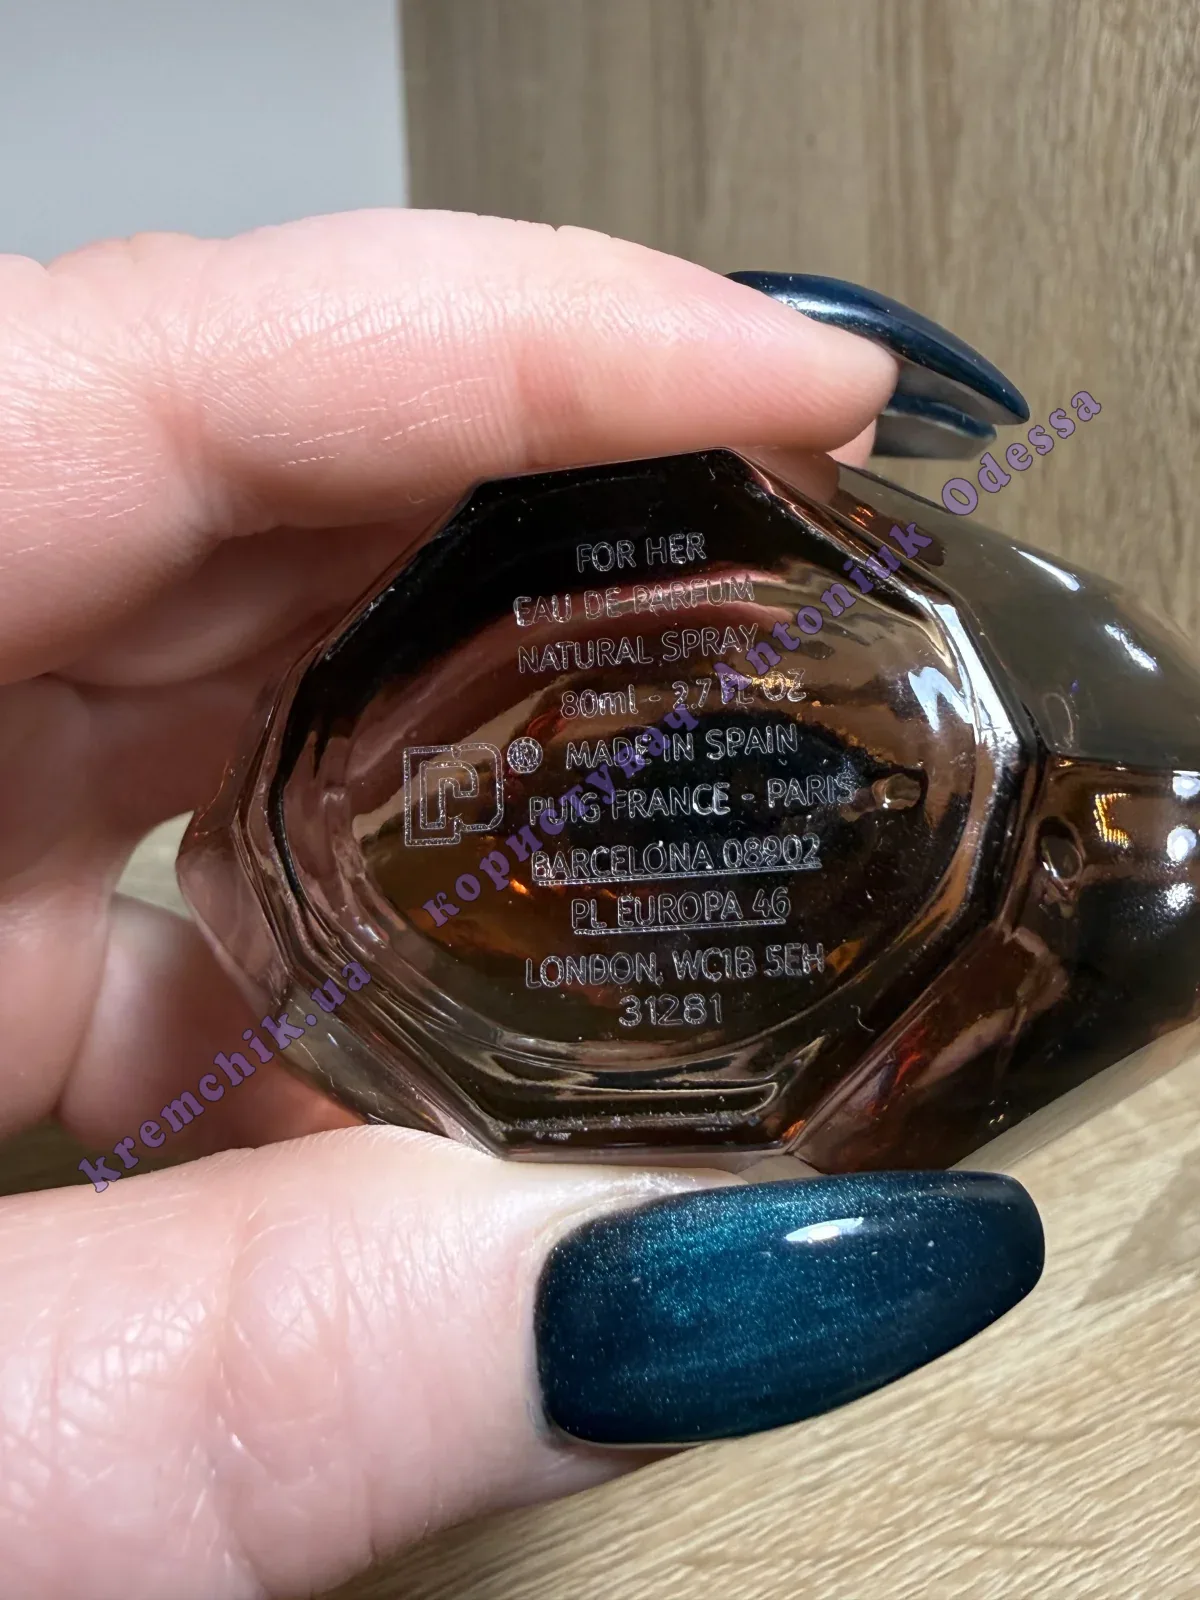 FOR HER
EAU DE PARFUM
NATURAL SPRAY
80ml - 2.7 FL OZ
MADE IN SPAIN
PUIG FRANCE - PARIS
BARCELONA 08902
PL EUROPA 46
LONDON, WC1B 5EH
31281
kremchik.ua користувач Antoniuk Odessa